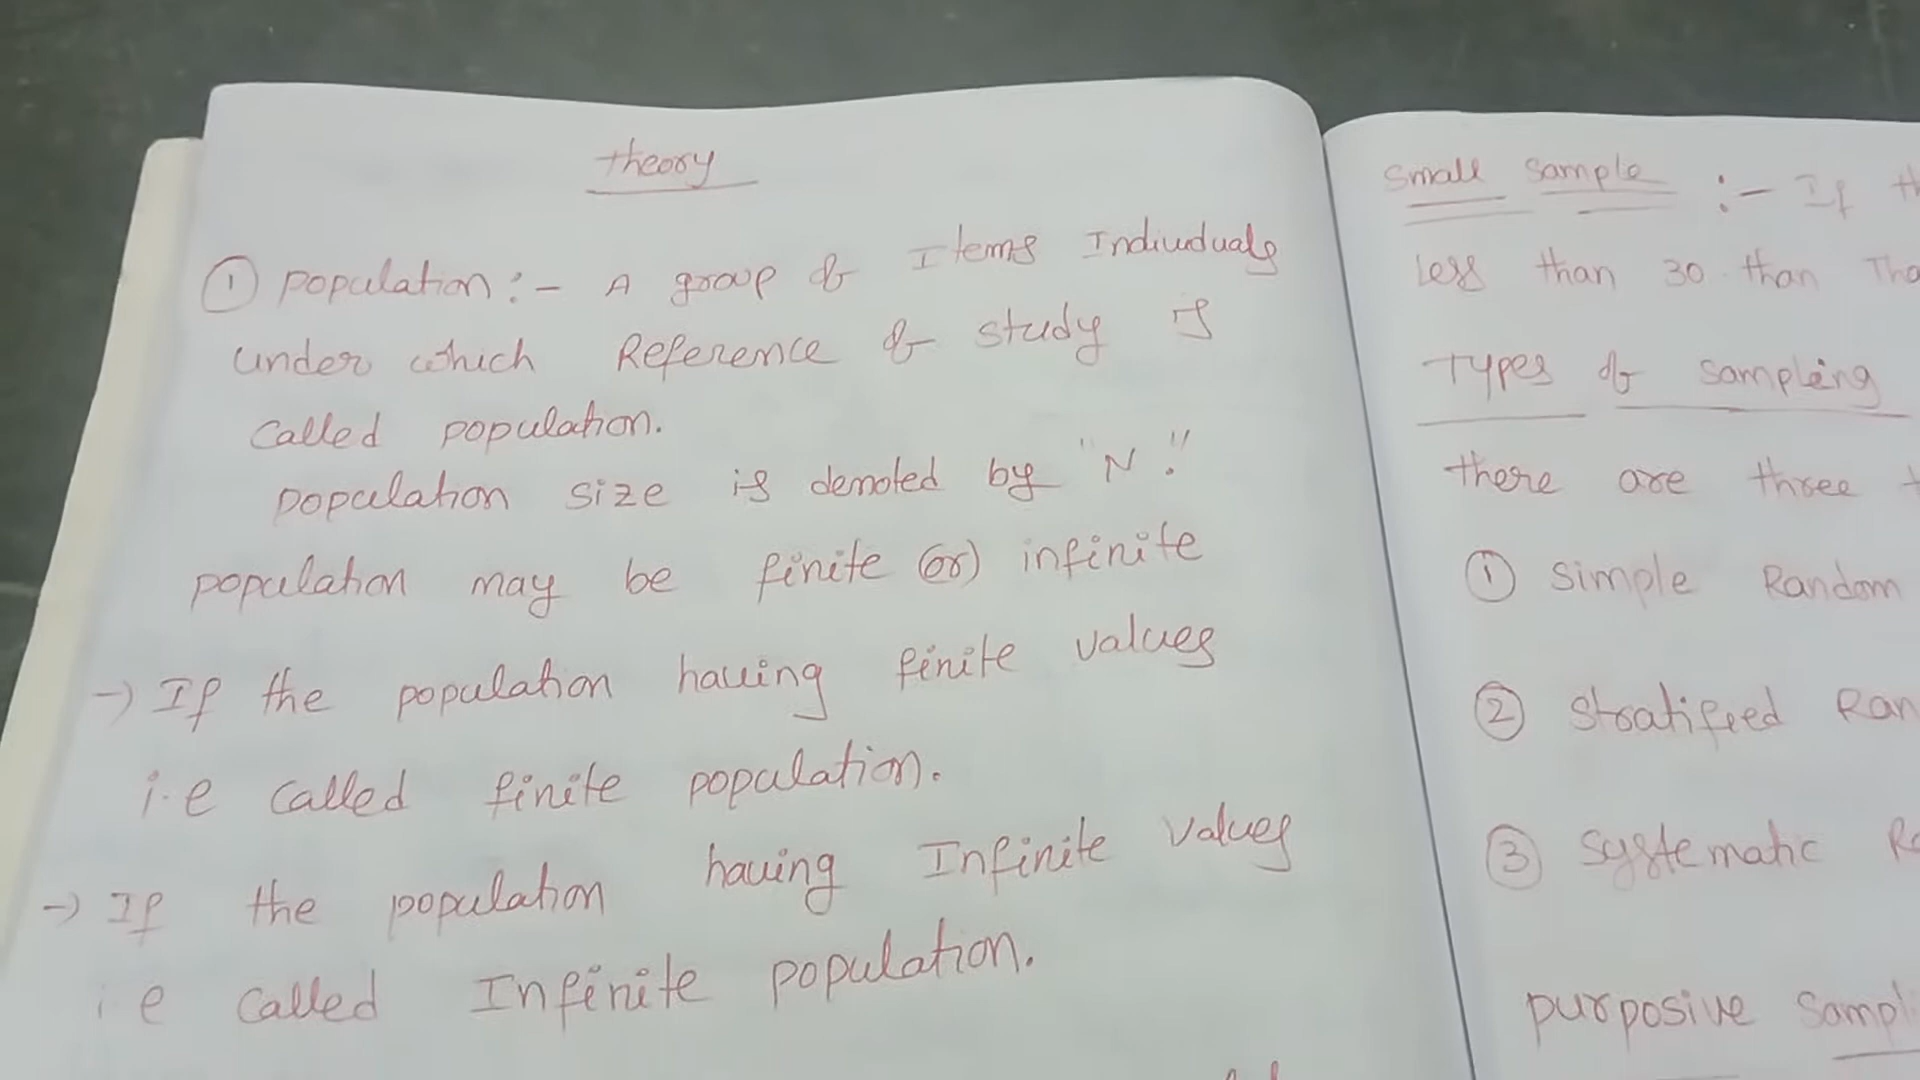 theory
① population:- A group of Items Individuals
under which Reference of study is
called population.
population size is denoted by "N."
population may be finite (or) infinite
→ If the population having finite values
i.e called finite population.
→ If the population having Infinite values
i e called Infinite population.
small sample :- If
less than 30 than
Types of sampling
there are three
① simple Random
② stratified Ran
③ systematic
purposive sampl